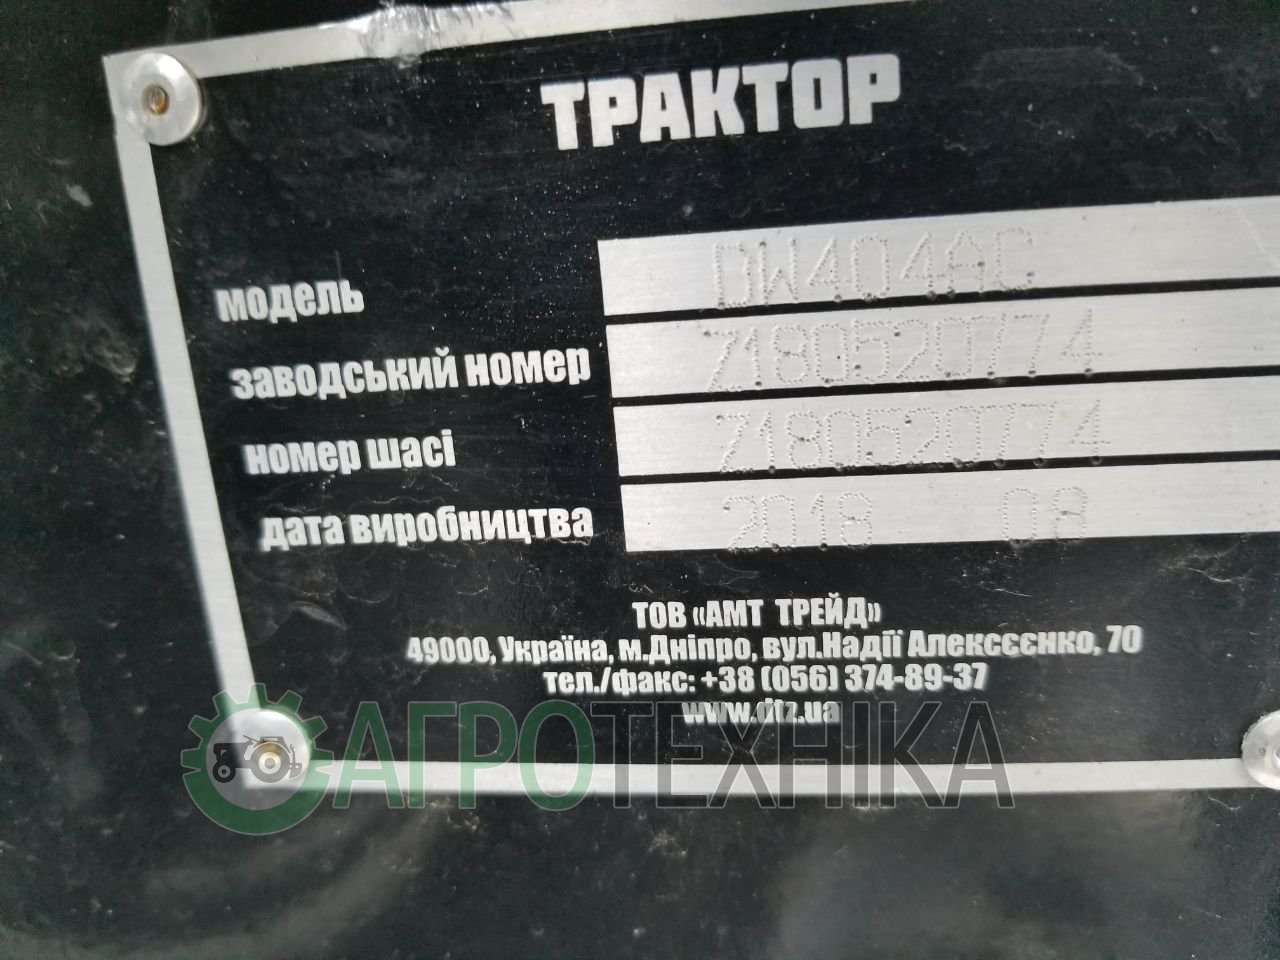 ТРАКТОР
модель DW404AC
заводський номер Z180520774
номер шасі Z180520774
дата виробництва 2018 08
ТОВ «АМТ ТРЕЙД»
49000, Україна, м.Дніпро, вул.Надії Алексєєнко, 70
тел./факс: +38 (056) 374-89-37
www.dtz.ua
АГРОТЕХНІКА